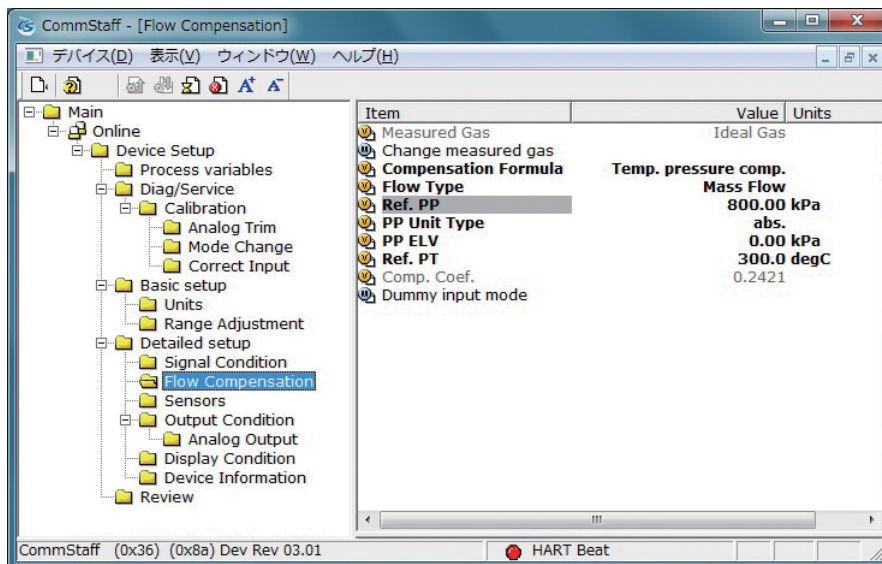 CommStaff - [Flow Compensation]
デバイス(D) 表示(V) ウィンドウ(W) ヘルプ(H)
Main
Online
Device Setup
Process variables
Diag/Service
Calibration
Analog Trim
Mode Change
Correct Input
Basic setup
Units
Range Adjustment
Detailed setup
Signal Condition
Flow Compensation
Sensors
Output Condition
Analog Output
Display Condition
Device Information
Review
Item Value Units
Measured Gas Ideal Gas
Change measured gas
Compensation Formula Temp. pressure comp.
Flow Type Mass Flow
Ref. PP 800.00 kPa
PP Unit Type abs.
PP ELV 0.00 kPa
Ref. PT 300.0 degC
Comp. Coef. 0.2421
Dummy input mode
CommStaff (0x36) (0x8a) Dev Rev 03.01 HART Beat